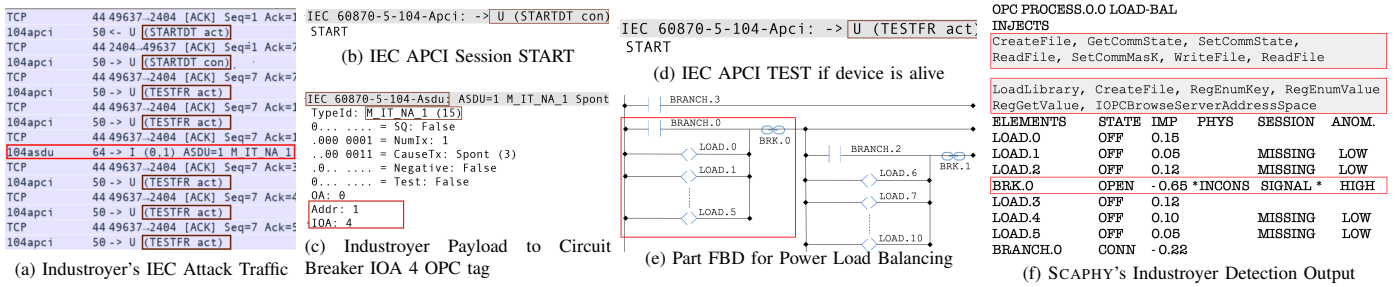 TCP 44 49637→2404 [ACK] Seq=1 Ack=1
104apci 50 <- U (STARTDT act)
TCP 44 2404→49637 [ACK] Seq=1 Ack=7
104apci 50 -> U (STARTDT con)
TCP 44 49637→2404 [ACK] Seq=7 Ack=7
104apci 50 -> U (TESTFR act)
TCP 44 49637→2404 [ACK] Seq=7 Ack=1
104apci 50 -> U (TESTFR act)
TCP 44 49637→2404 [ACK] Seq=7 Ack=1
104asdu 64 -> I (0,1) ASDU=1 M_IT_NA_1
TCP 44 49637→2404 [ACK] Seq=7 Ack=3
104apci 50 -> U (TESTFR act)
TCP 44 49637→2404 [ACK] Seq=7 Ack=4
104apci 50 -> U (TESTFR act)
TCP 44 49637→2404 [ACK] Seq=7 Ack=5
104apci 50 -> U (TESTFR act)
(a) Industroyer's IEC Attack Traffic
IEC 60870-5-104-Apci: -> U (STARTDT con)
START
(b) IEC APCI Session START
IEC 60870-5-104-Asdu: ASDU=1 M_IT_NA_1 Spont
TypeId: M_IT_NA_1 (15)
0... .... = SQ: False
.000 0001 = NumIx: 1
..00 0011 = CauseTx: Spont (3)
.0.. .... = Negative: False
0... .... = Test: False
OA: 0
Addr: 1
IOA: 4
(c) Industroyer Payload to Circuit
Breaker IOA 4 OPC tag
IEC 60870-5-104-Apci: -> U (TESTFR act)
START
(d) IEC APCI TEST if device is alive
BRANCH.3
BRANCH.0
BRK.0
LOAD.0
BRANCH.2
BRK.1
LOAD.1
LOAD.6
LOAD.7
LOAD.5
LOAD.10
(e) Part FBD for Power Load Balancing
OPC PROCESS.0.0 LOAD-BAL
INJECTS
CreateFile, GetCommState, SetCommState,
ReadFile, SetCommMasK, WriteFile, ReadFile
LoadLibrary, CreateFile, RegEnumKey, RegEnumValue
RegGetValue, IOPCBrowseServerAddressSpace
ELEMENTS STATE IMP PHYS SESSION ANOM.
LOAD.0 OFF 0.15
LOAD.1 OFF 0.05 MISSING LOW
LOAD.2 OFF 0.12 MISSING LOW
BRK.0 OPEN -0.65 *INCONS SIGNAL * HIGH
LOAD.3 OFF 0.12
LOAD.4 OFF 0.10 MISSING LOW
LOAD.5 OFF 0.05 MISSING LOW
BRANCH.0 CONN -0.22
(f) SCAPHY's Industroyer Detection Output